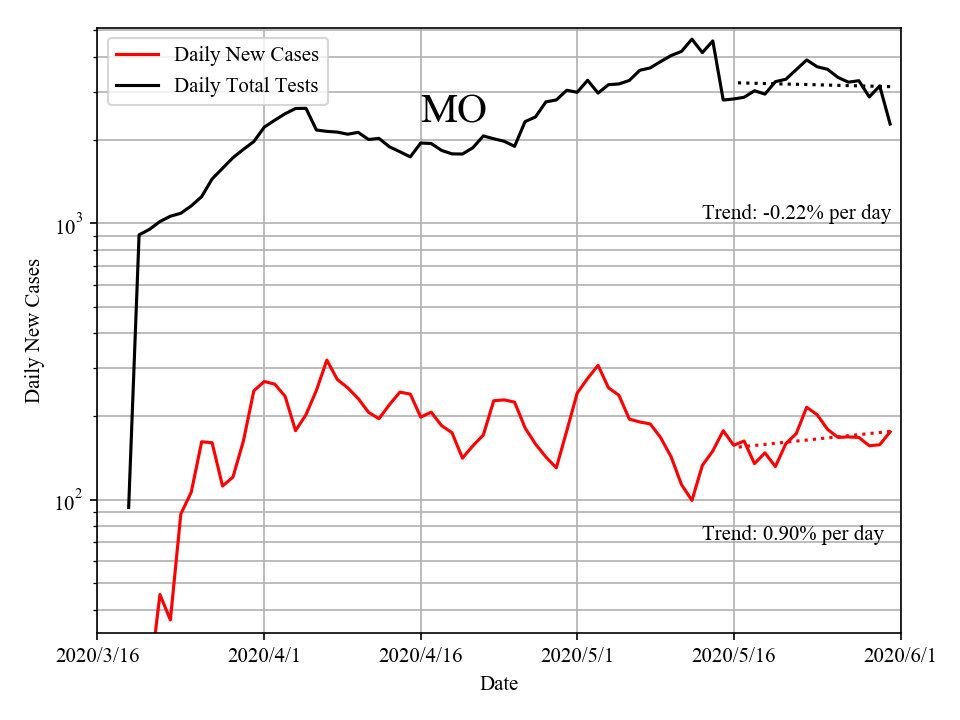 Daily New Cases
Daily Total Tests
MO
Trend: -0.22% per day
Trend: 0.90% per day
10³
10²
Daily New Cases
2020/3/16 2020/4/1 2020/4/16 2020/5/1 2020/5/16 2020/6/1
Date